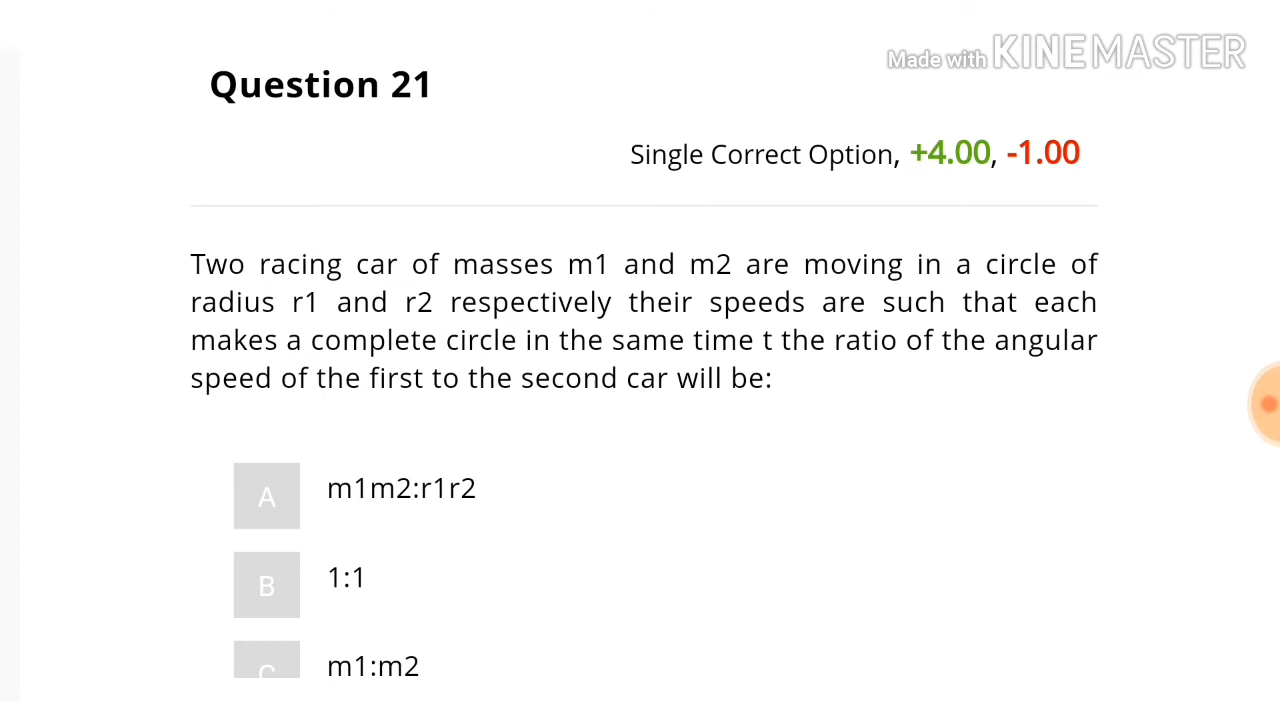 Made with KINEMASTER
Question 21
Single Correct Option, +4.00, -1.00
Two racing car of masses m1 and m2 are moving in a circle of
radius r1 and r2 respectively their speeds are such that each
makes a complete circle in the same time t the ratio of the angular
speed of the first to the second car will be:
A m1m2:r1r2
B 1:1
C m1:m2